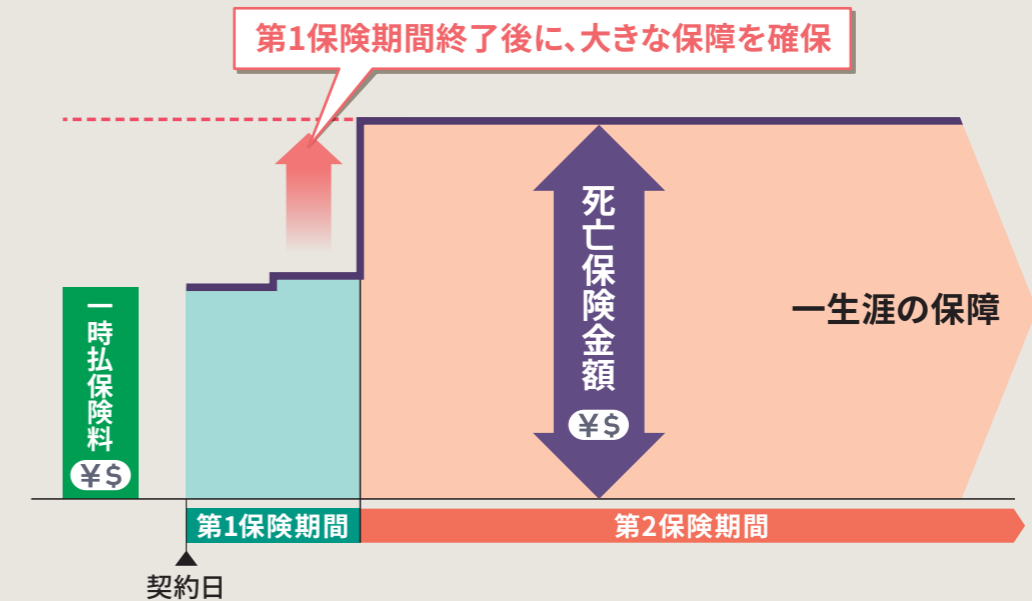 第1保険期間終了後に、大きな保障を確保
死亡保険金額
¥$
一生涯の保障
一時払保険料
¥$
第1保険期間
第2保険期間
契約日